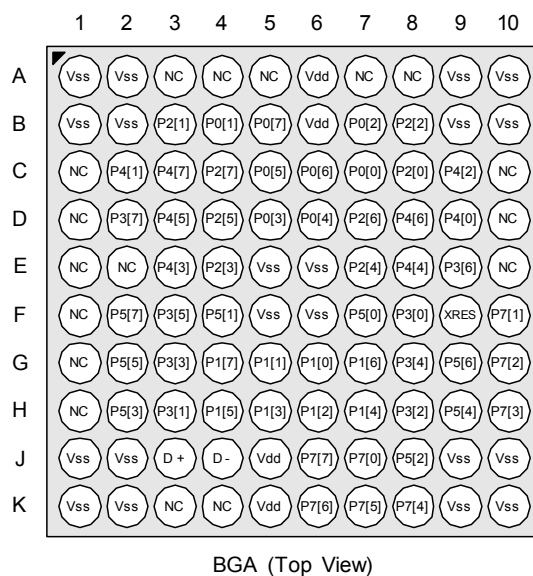 1 2 3 4 5 6 7 8 9 10
A Vss Vss NC NC NC Vdd NC NC Vss Vss
B Vss Vss P2[1] P0[1] P0[7] Vdd P0[2] P2[2] Vss Vss
C NC P4[1] P4[7] P2[7] P0[5] P0[6] P0[0] P2[0] P4[2] NC
D NC P3[7] P4[5] P2[5] P0[3] P0[4] P2[6] P4[6] P4[0] NC
E NC NC P4[3] P2[3] Vss Vss P2[4] P4[4] P3[6] NC
F NC P5[7] P3[5] P5[1] Vss Vss P5[0] P3[0] XRES P7[1]
G NC P5[5] P3[3] P1[7] P1[1] P1[0] P1[6] P3[4] P5[6] P7[2]
H NC P5[3] P3[1] P1[5] P1[3] P1[2] P1[4] P3[2] P5[4] P7[3]
J Vss Vss D + D - Vdd P7[7] P7[0] P5[2] Vss Vss
K Vss Vss NC NC Vdd P7[6] P7[5] P7[4] Vss Vss
BGA (Top View)